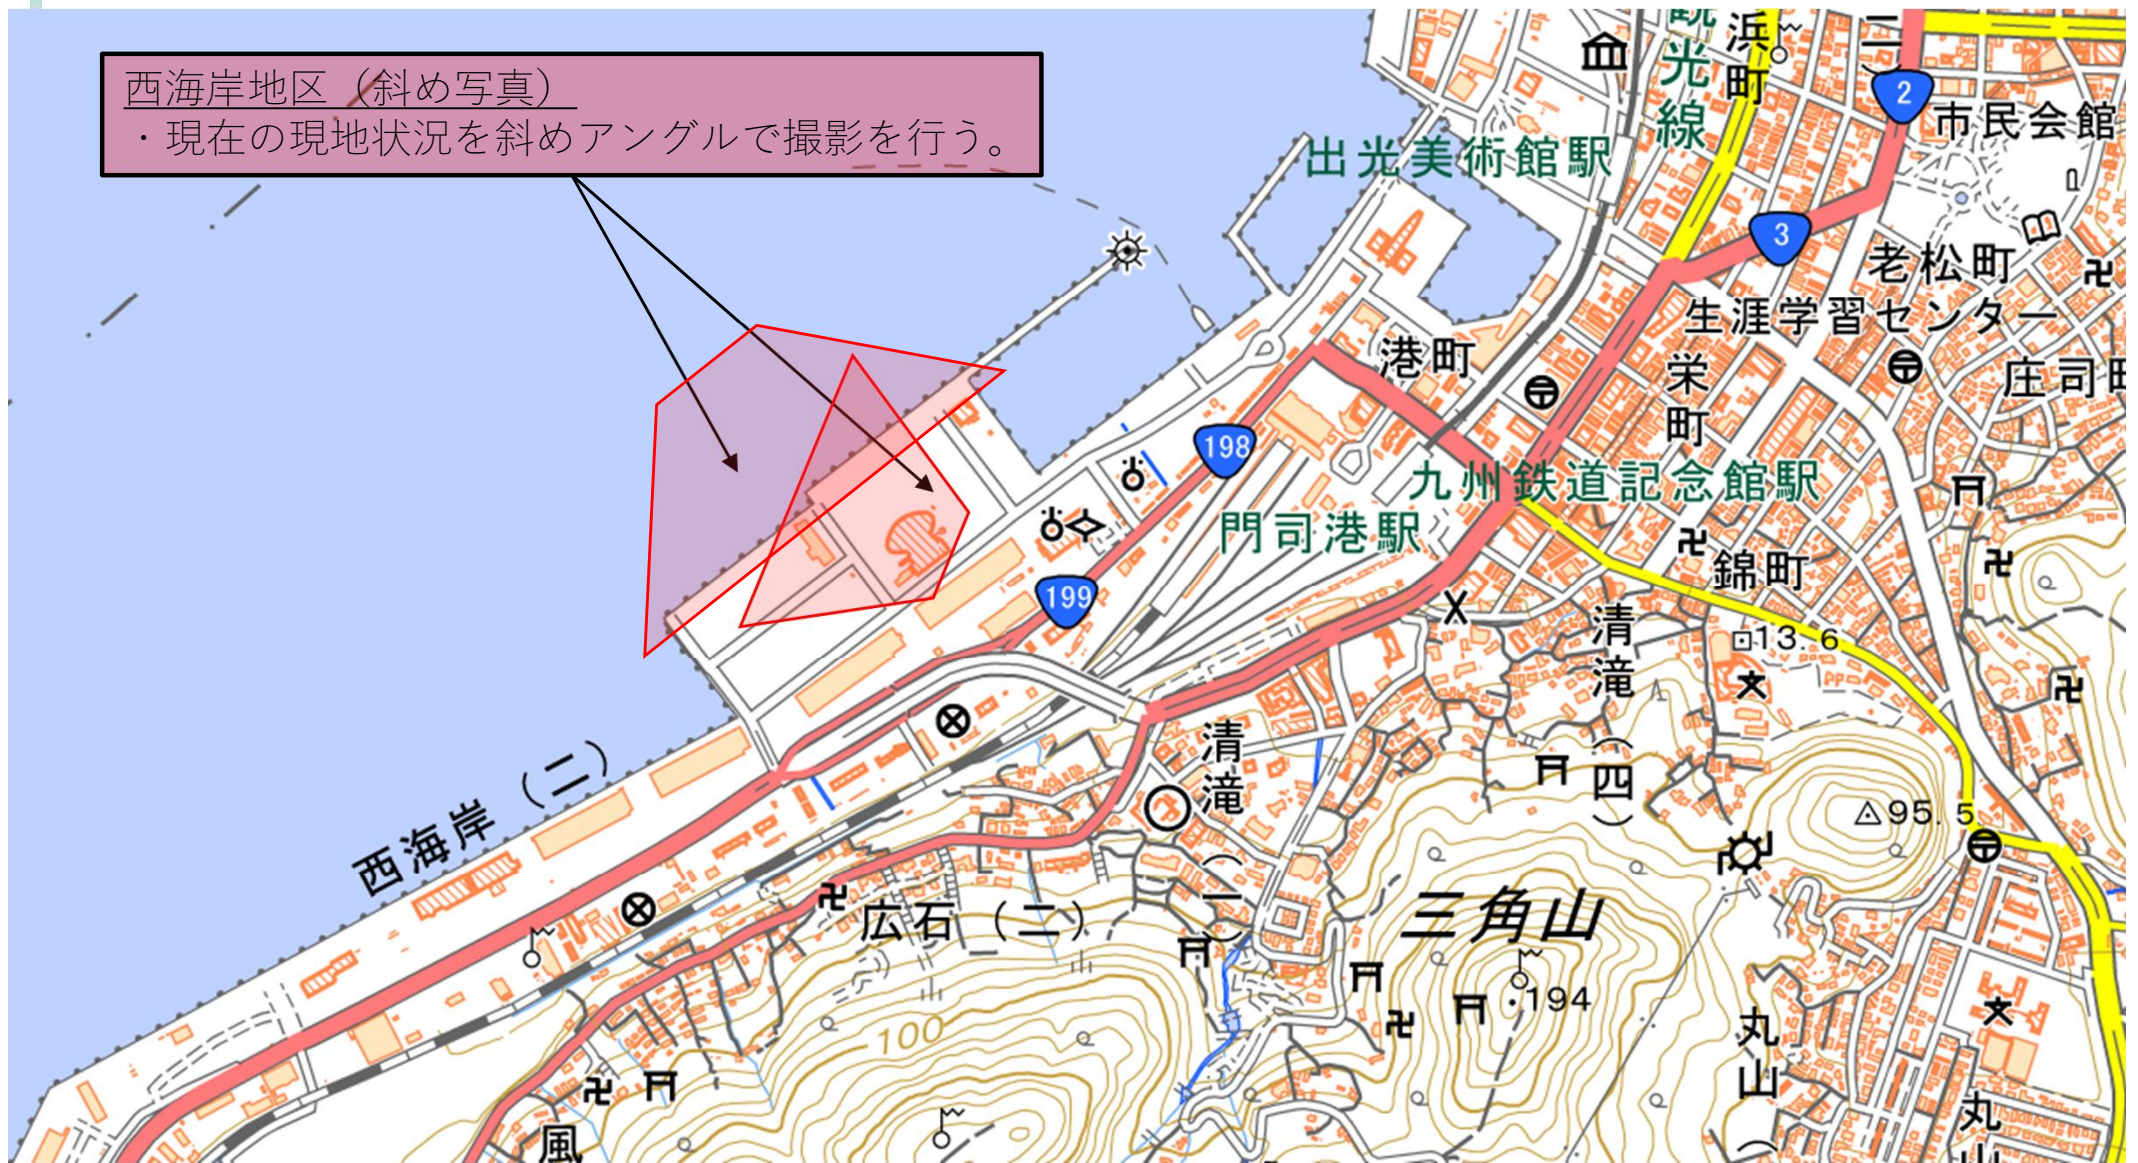 西海岸地区（斜め写真）
・現在の現地状況を斜めアングルで撮影を行う。
観光線
浜町
二）
2
市民会館
出光美術館駅
3
老松町
生涯学習センター
港町
栄町
庄司町
198
九州鉄道記念館駅
門司港駅
錦町
199
清滝（四）
13.6
清滝（一）
西海岸（二）
95.5
広石（二）
三角山
194
100
丸山（
丸山
風